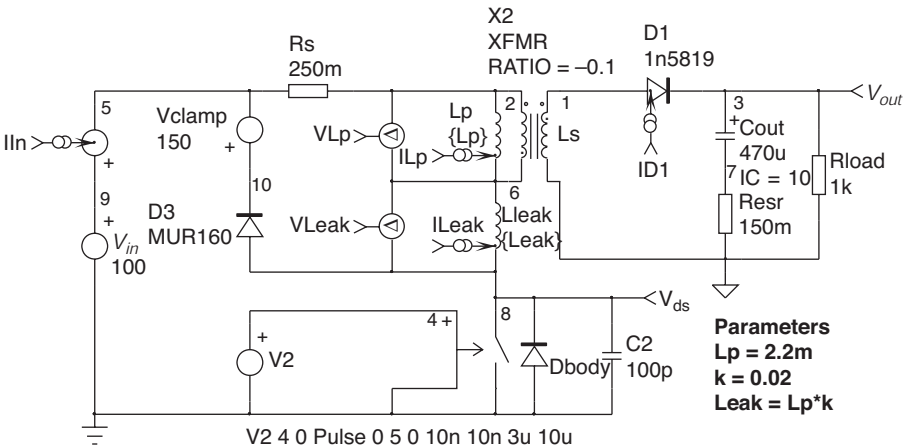 X2
XFMR
RATIO = –0.1
D1
1n5819
Rs
250m
5
Vclamp
150
+
VLp
Lp
{Lp}
2
1
Ls
3
Vout
IIn
+
ILp
ID1
+
Cout
470u
IC = 10
7
Rload
1k
10
6
9
+
D3
MUR160
VLeak
ILeak
Lleak
{Leak}
Resr
150m
Vin
100
8
Vds
4 +
+
V2
Dbody
C2
100p
Parameters
Lp = 2.2m
k = 0.02
Leak = Lp*k
V2 4 0 Pulse 0 5 0 10n 10n 3u 10u